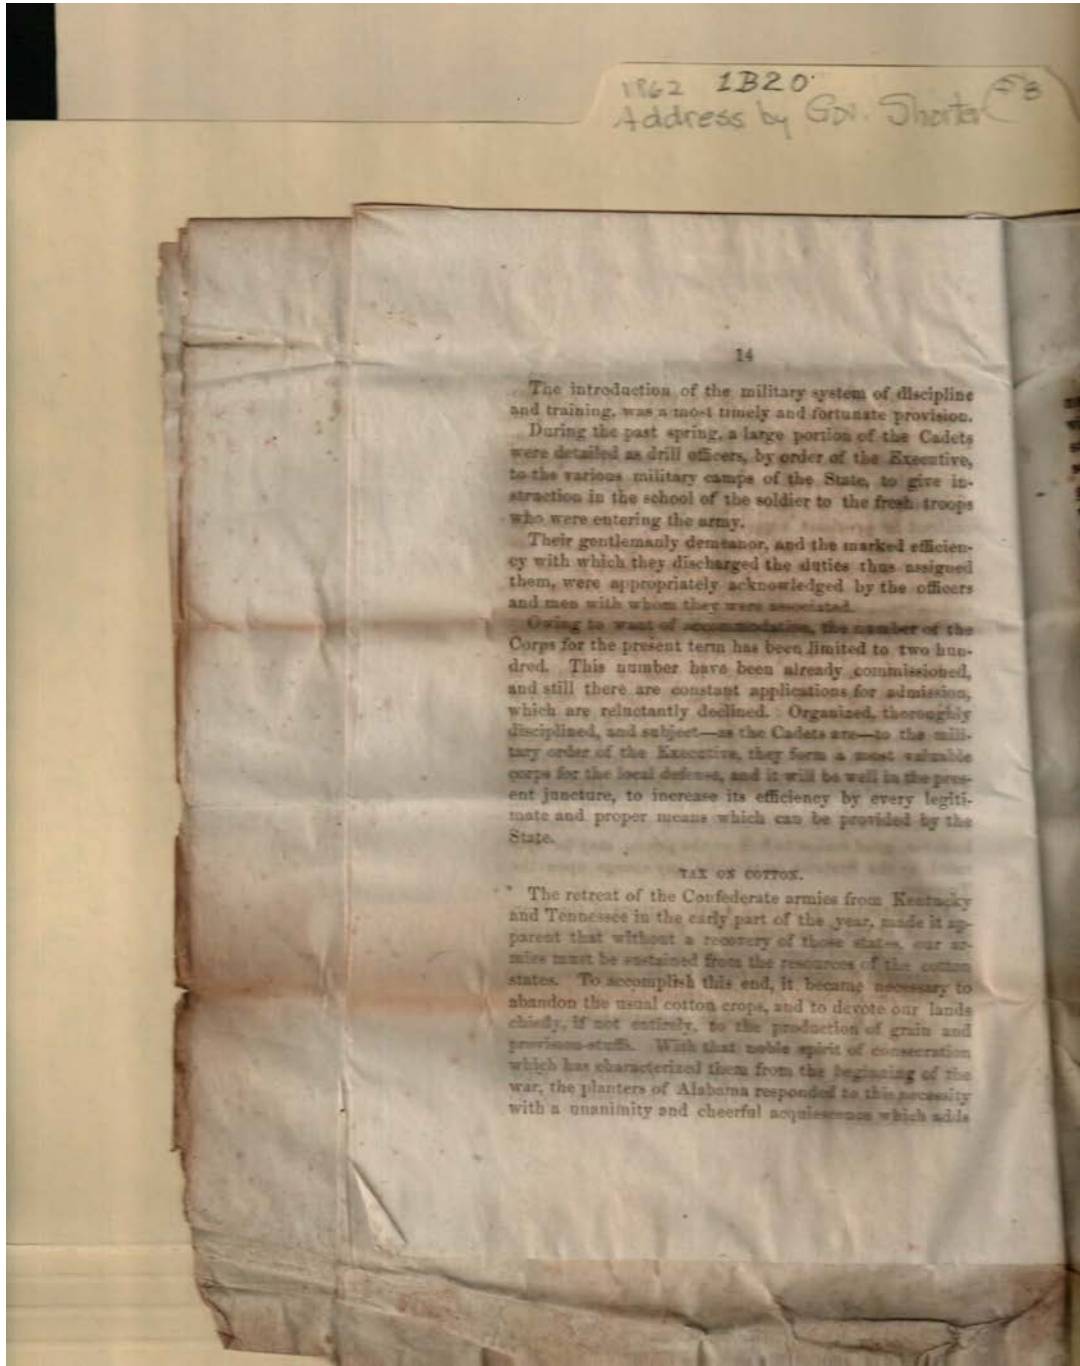 1862 1B20
Address by Gov. Shorter
14
The introduction of the military system of discipline
and training, was a most timely and fortunate provision.
During the past spring, a large portion of the Cadets
were detailed as drill officers, by order of the Executive,
to the various military camps of the State, to give in-
struction in the school of the soldier to the fresh troops
who were entering the army.
Their gentlemanly demeanor, and the marked efficien-
cy with which they discharged the duties thus assigned
them, were appropriately acknowledged by the officers
and men with whom they were associated.
Owing to want of accommodation, the number of the
Corps for the present term has been limited to two hun-
dred. This number have been already commissioned,
and still there are constant applications for admission,
which are reluctantly declined. Organized, thoroughly
disciplined, and subject—as the Cadets are—to the mili-
tary order of the Executive, they form a most valuable
corps for the local defense, and it will be well in the pres-
ent juncture, to increase its efficiency by every legiti-
mate and proper means which can be provided by the
State.
TAX ON COTTON.
The retreat of the Confederate armies from Kentucky
and Tennessee in the early part of the year, made it ap-
parent that without a recovery of those states, our ar-
mies must be sustained from the resources of the cotton
states. To accomplish this end, it became necessary to
abandon the usual cotton crops, and to devote our lands
chiefly, if not entirely, to the production of grain and
provision-stuffs. With that noble spirit of consecration
which has characterized them from the beginning of the
war, the planters of Alabama responded to this necessity
with a unanimity and cheerful acquiescence which adds